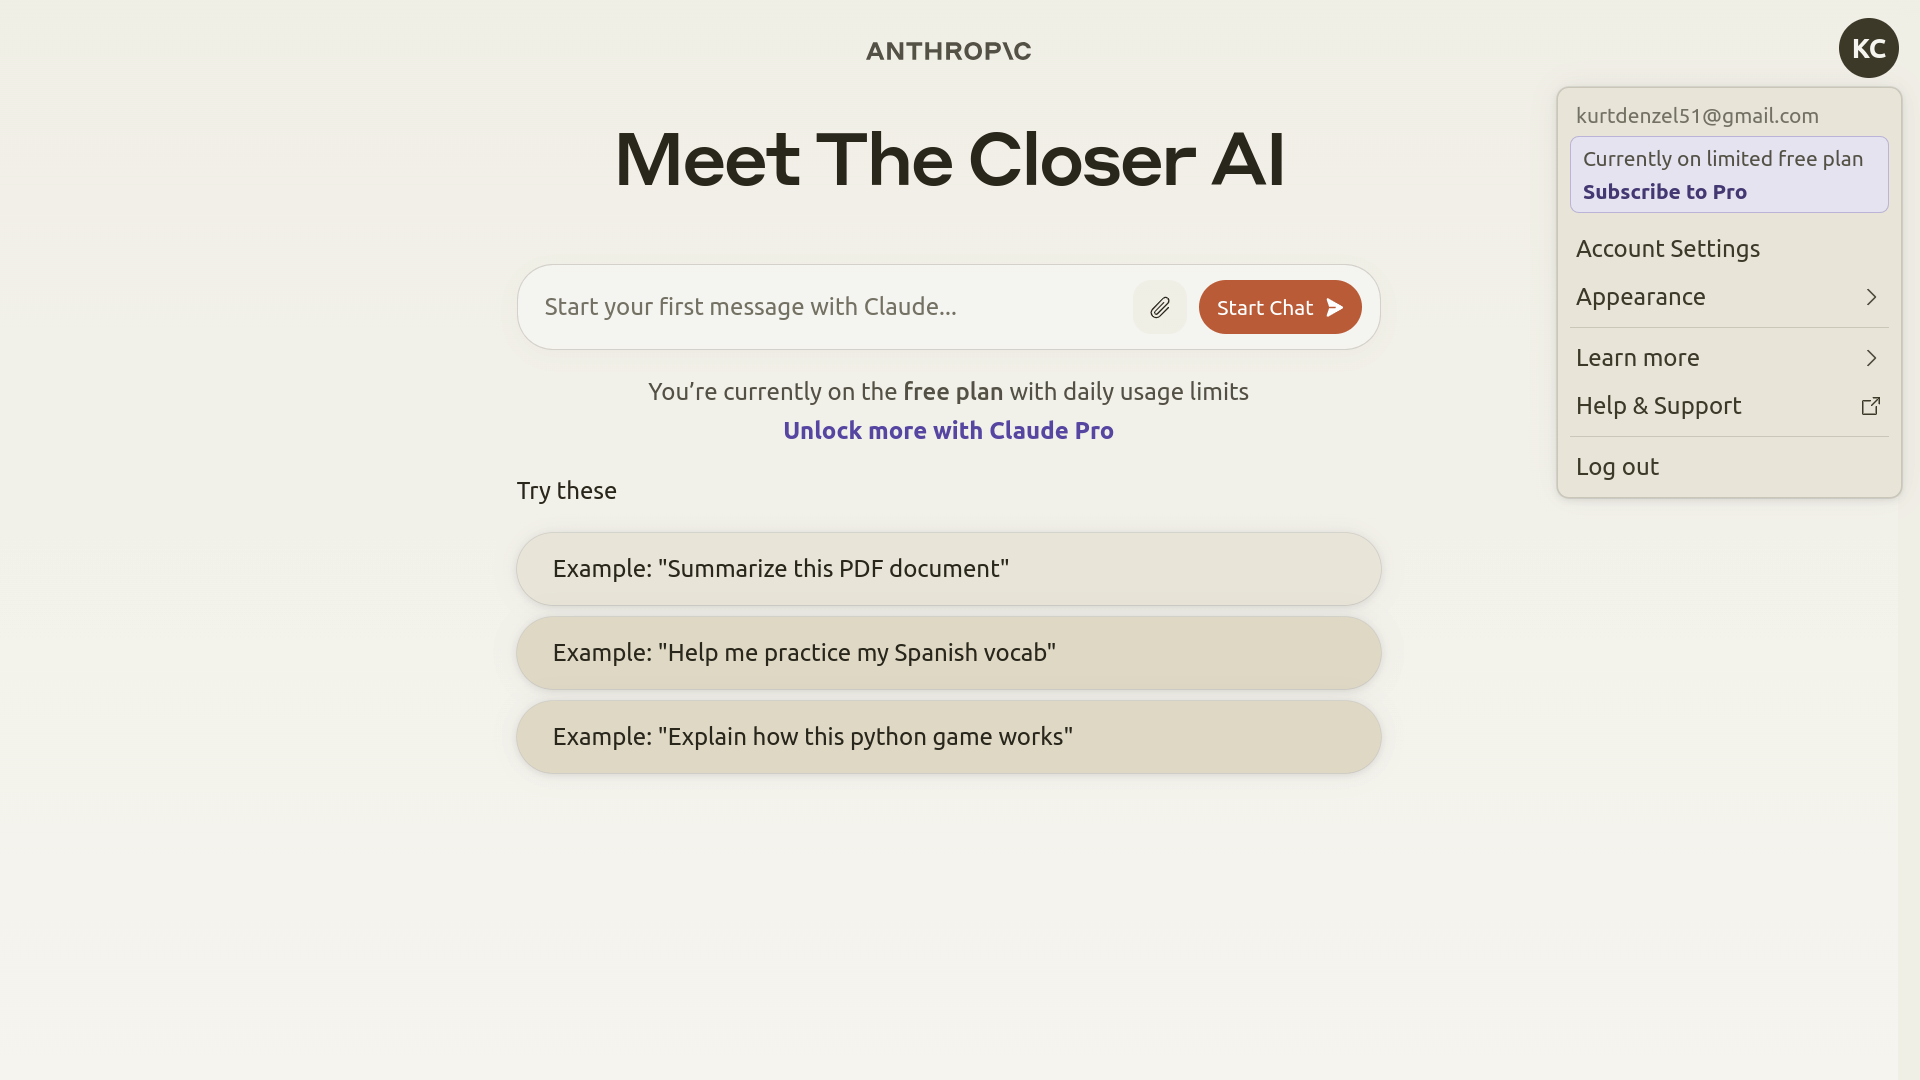 ANTHROP\C
KC
Meet The Closer AI
kurtdenzel51@gmail.com
Currently on limited free plan
Subscribe to Pro
Account Settings
Appearance
Learn more
Help & Support
Log out
Start your first message with Claude...
Start Chat
You’re currently on the free plan with daily usage limits
Unlock more with Claude Pro
Try these
Example: "Summarize this PDF document"
Example: "Help me practice my Spanish vocab"
Example: "Explain how this python game works"